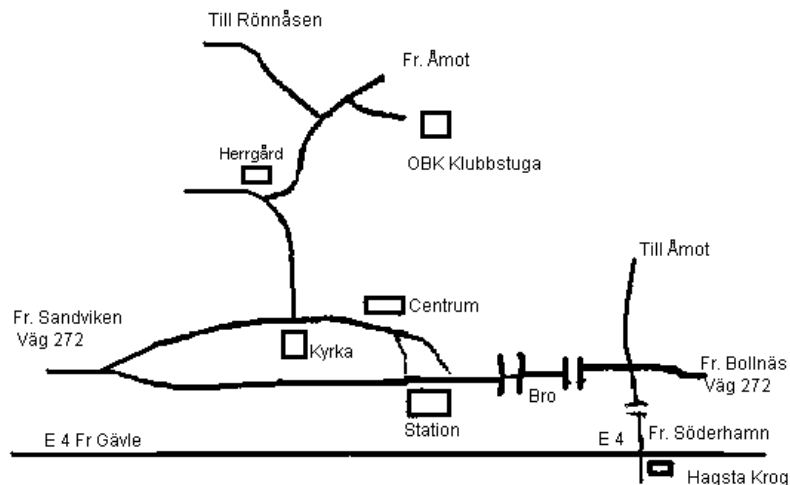 Till Rönnåsen
Fr. Åmot
OBK Klubbstuga
Herrgård
Till Åmot
Centrum
Fr. Sandviken
Väg 272
Kyrka
Fr. Bollnäs
Väg 272
Bro
Station
E 4 Fr Gävle
E 4
Fr. Söderhamn
Hagsta Krog